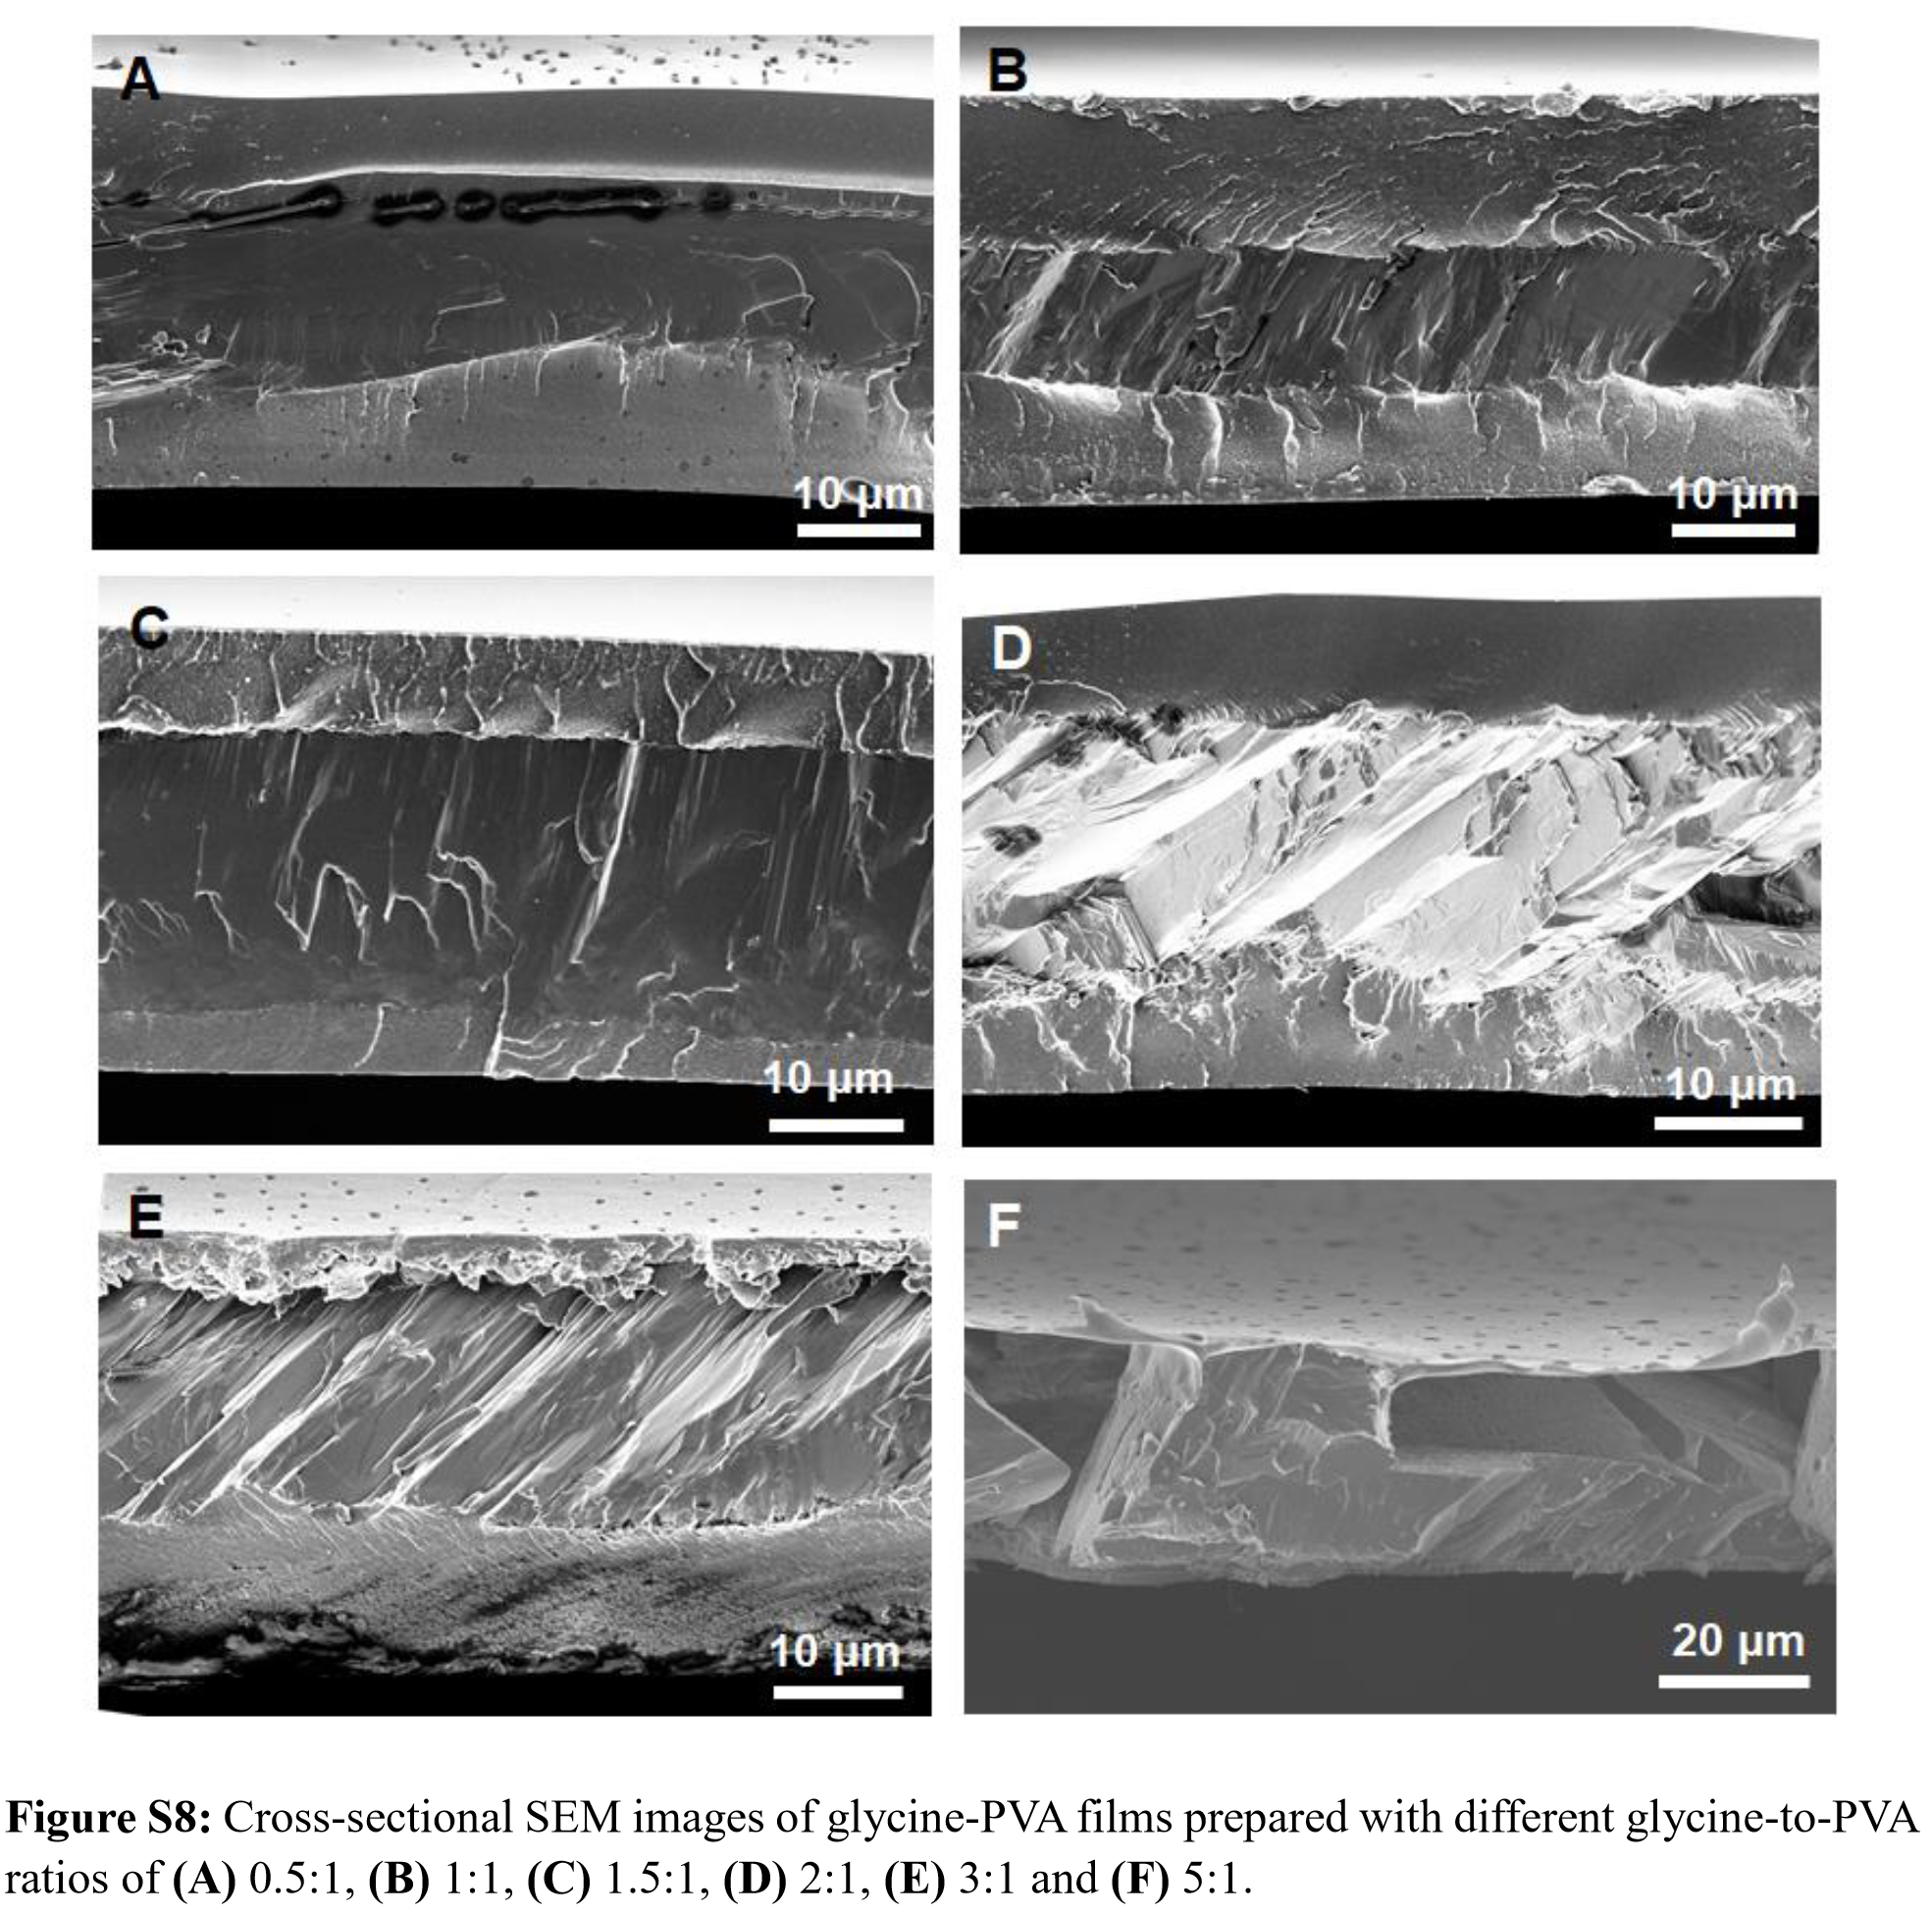 A
10 µm
B
10 µm
C
10 µm
D
10 µm
E
10 µm
F
20 µm
Figure S8: Cross-sectional SEM images of glycine-PVA films prepared with different glycine-to-PVA
ratios of (A) 0.5:1, (B) 1:1, (C) 1.5:1, (D) 2:1, (E) 3:1 and (F) 5:1.